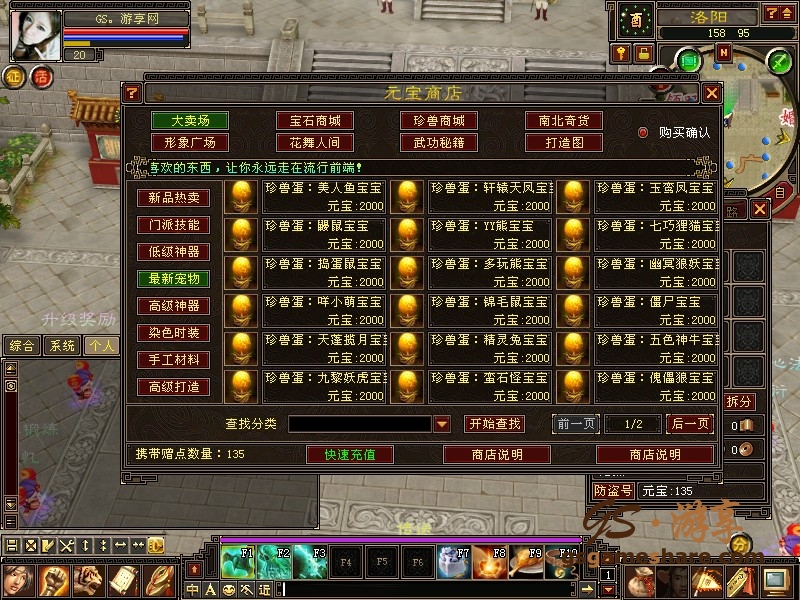 GS。游享网
20
征 活
酉
洛阳
158 95
N
元宝商店
大卖场 宝石商城 珍兽商城 南北奇货
形象广场 花舞人间 武功秘籍 打造图
购买确认
喜欢的东西，让你永远走在流行前端！
新品热卖
门派技能
低级神器
最新宠物
高级神器
染色时装
手工材料
高级打造
珍兽蛋：美人鱼宝宝 珍兽蛋：轩辕天凤宝 珍兽蛋：玉鸾凤宝宝
元宝:2000 元宝:2000 元宝:2000
珍兽蛋：鼹鼠宝宝 珍兽蛋：YY熊宝宝 珍兽蛋：七巧狸猫宝
元宝:2000 元宝:2000 元宝:2000
珍兽蛋：捣蛋鼠宝宝 珍兽蛋：多玩熊宝宝 珍兽蛋：幽冥狼妖宝
元宝:2000 元宝:2000 元宝:2000
珍兽蛋：咩小萌宝宝 珍兽蛋：锦毛鼠宝宝 珍兽蛋：僵尸宝宝
元宝:2000 元宝:2000 元宝:2000
珍兽蛋：天蓬揽月宝 珍兽蛋：精灵兔宝宝 珍兽蛋：五色神牛宝
元宝:2000 元宝:2000 元宝:2000
珍兽蛋：九黎妖虎宝 珍兽蛋：蛮石怪宝宝 珍兽蛋：傀儡狼宝宝
元宝:2000 元宝:2000 元宝:2000
查找分类 开始查找 前一页 1/2 后一页
携带赠点数量：135 快速充值 商店说明 商店说明
升级奖励
综合 系统 个人
锻炼
拆分
0
0
防盗号 元宝:135
GS·游享
sg.gameshare.com
F1 F2 F3 F4 F5 F6 F7 F8 F9 F10
1
中 A 近